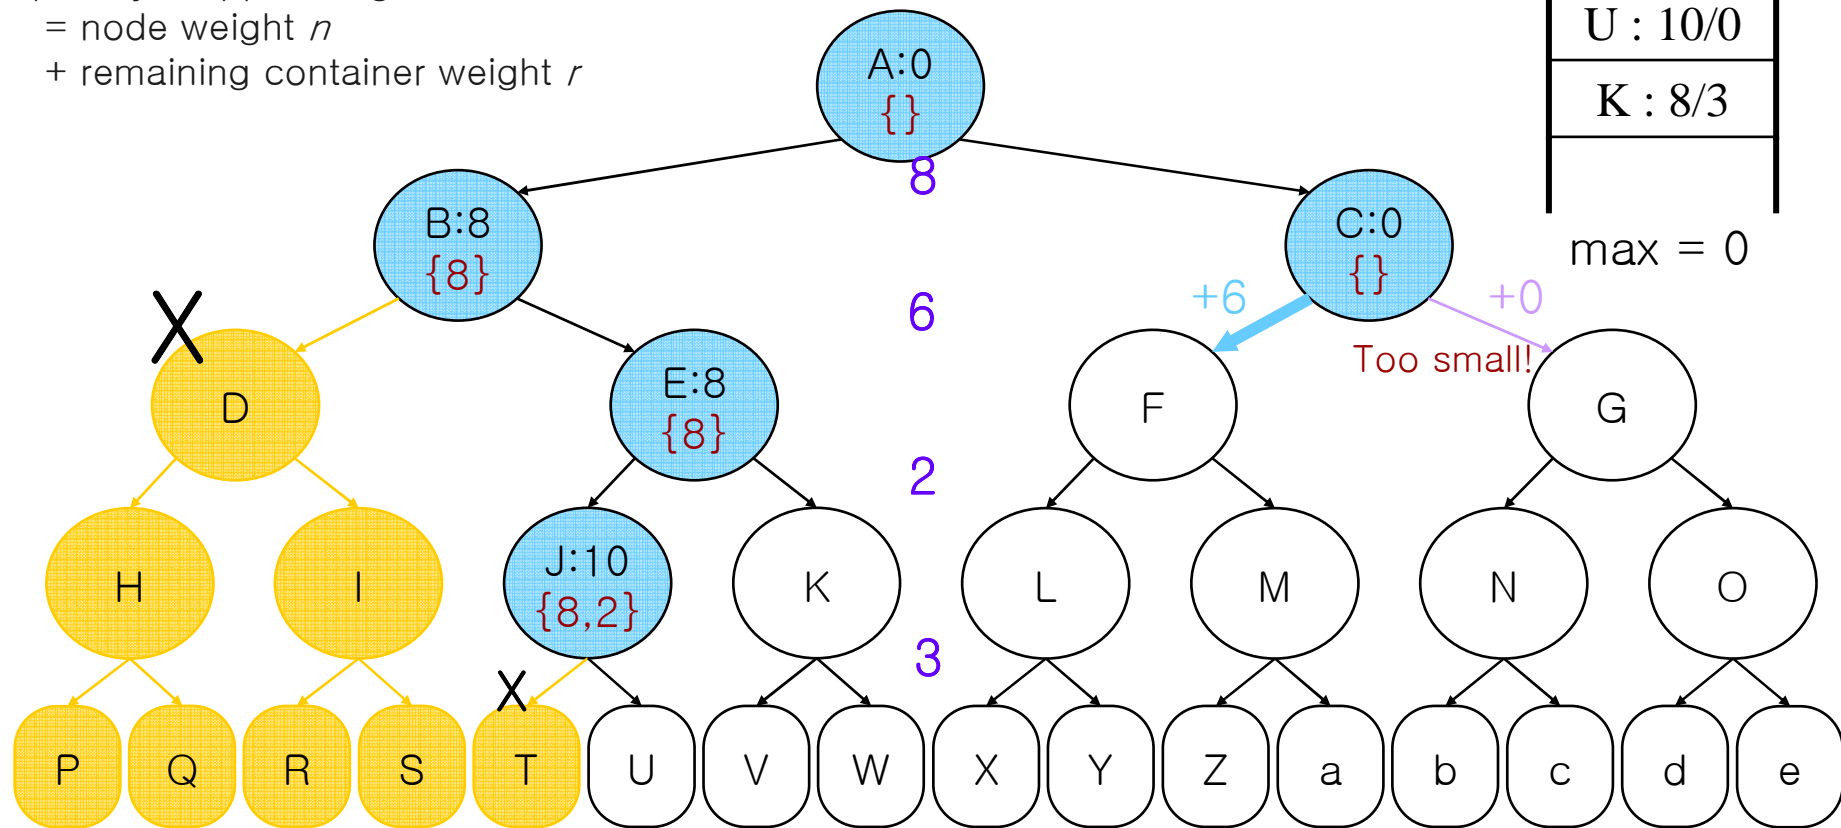 = node weight n
+ remaining container weight r
U : 10/0
K : 8/3
max = 0
A:0
{}
8
B:8
{8}
C:0
{}
6
+6
+0
Too small!
X
D
E:8
{8}
F
G
2
H
I
J:10
{8,2}
K
L
M
N
O
3
X
P
Q
R
S
T
U
V
W
X
Y
Z
a
b
c
d
e